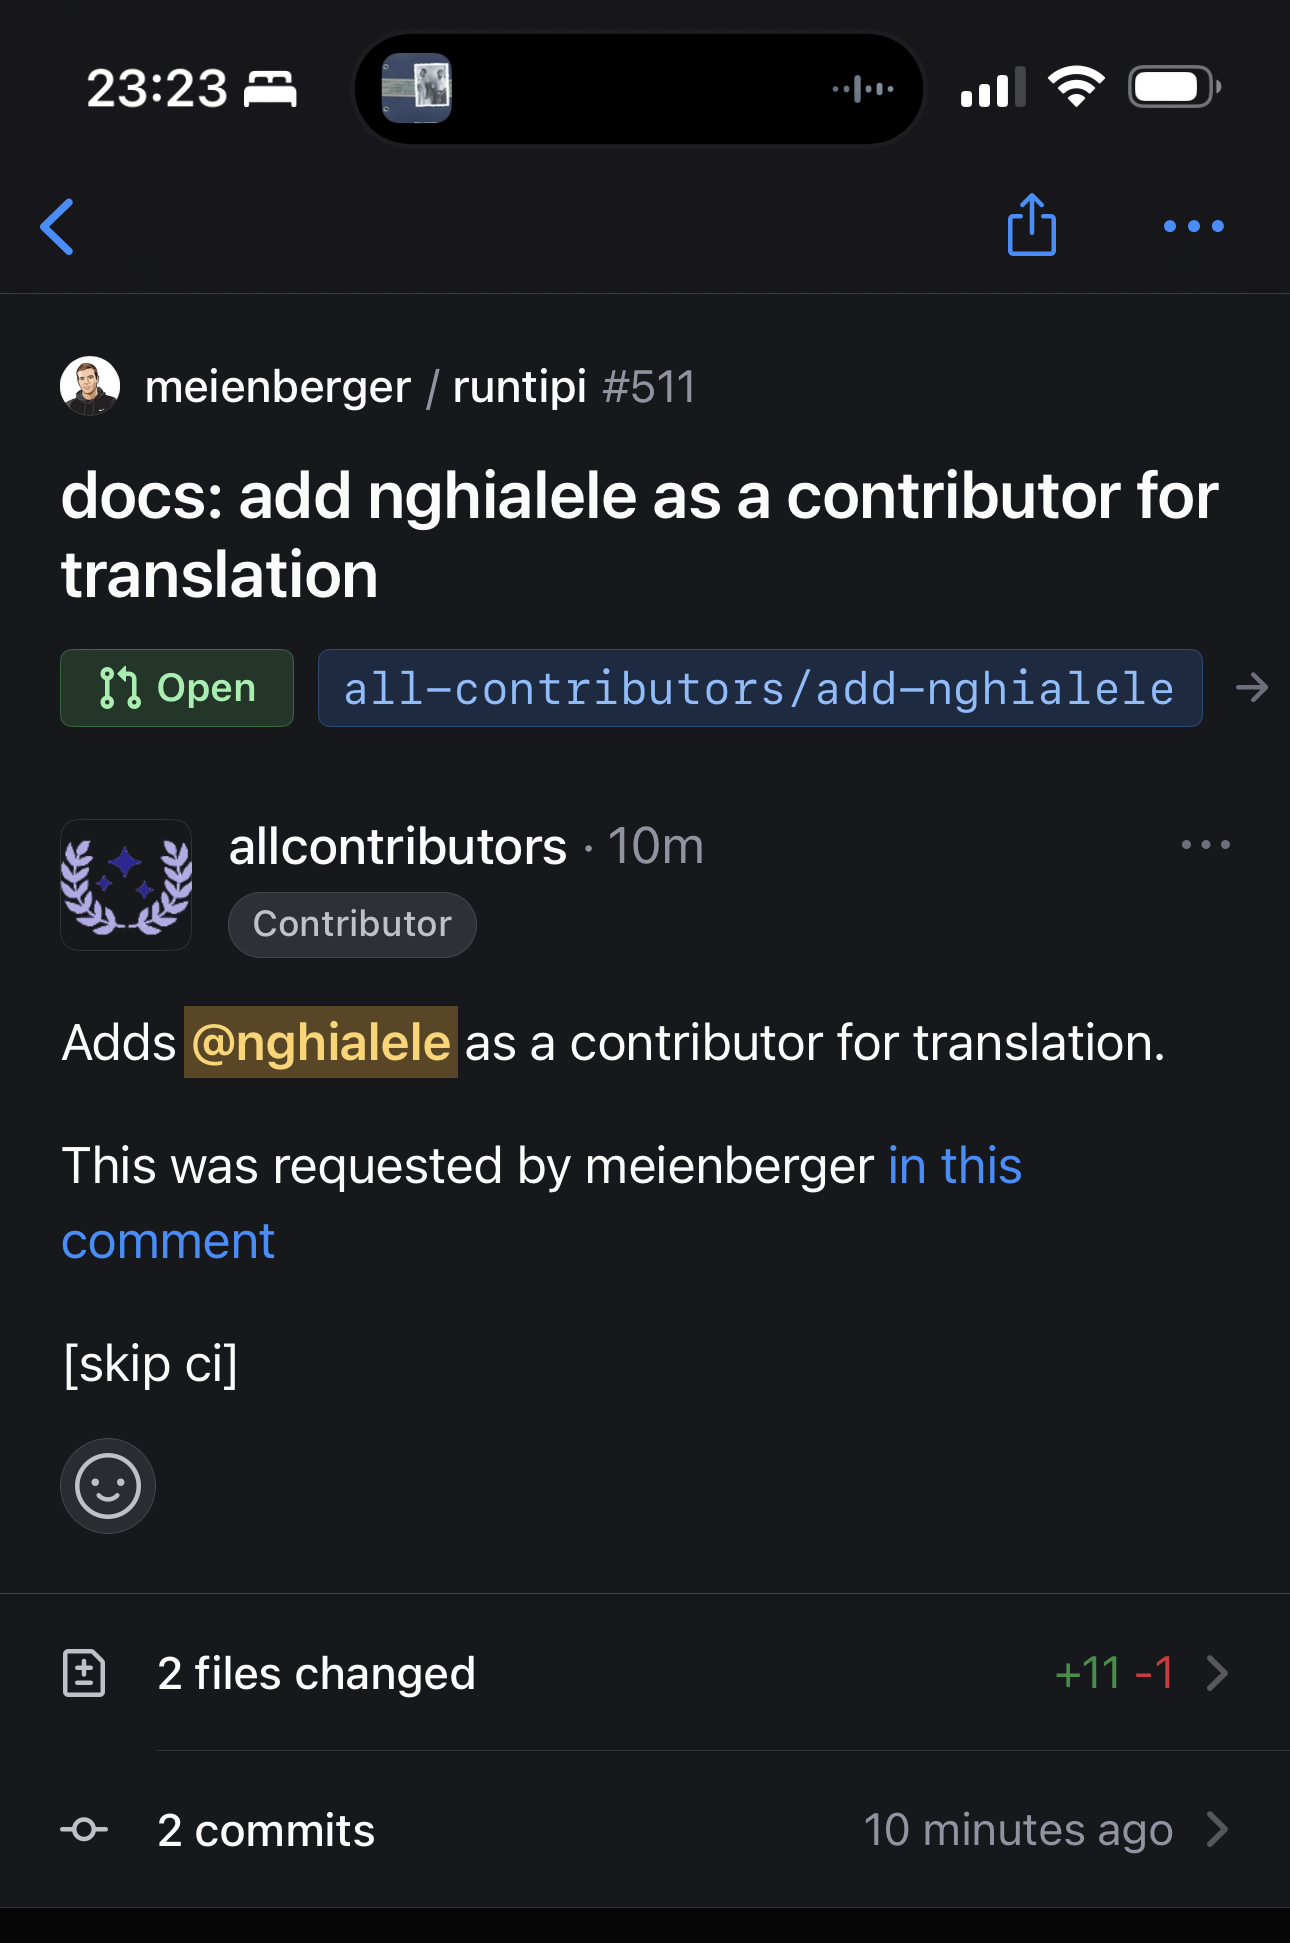 23:23
meienberger / runtipi #511
docs: add nghialele as a contributor for
translation
Open
all-contributors/add-nghialele
allcontributors · 10m
Contributor
Adds @nghialele as a contributor for translation.
This was requested by meienberger in this
comment
[skip ci]
2 files changed
+11 -1
2 commits
10 minutes ago